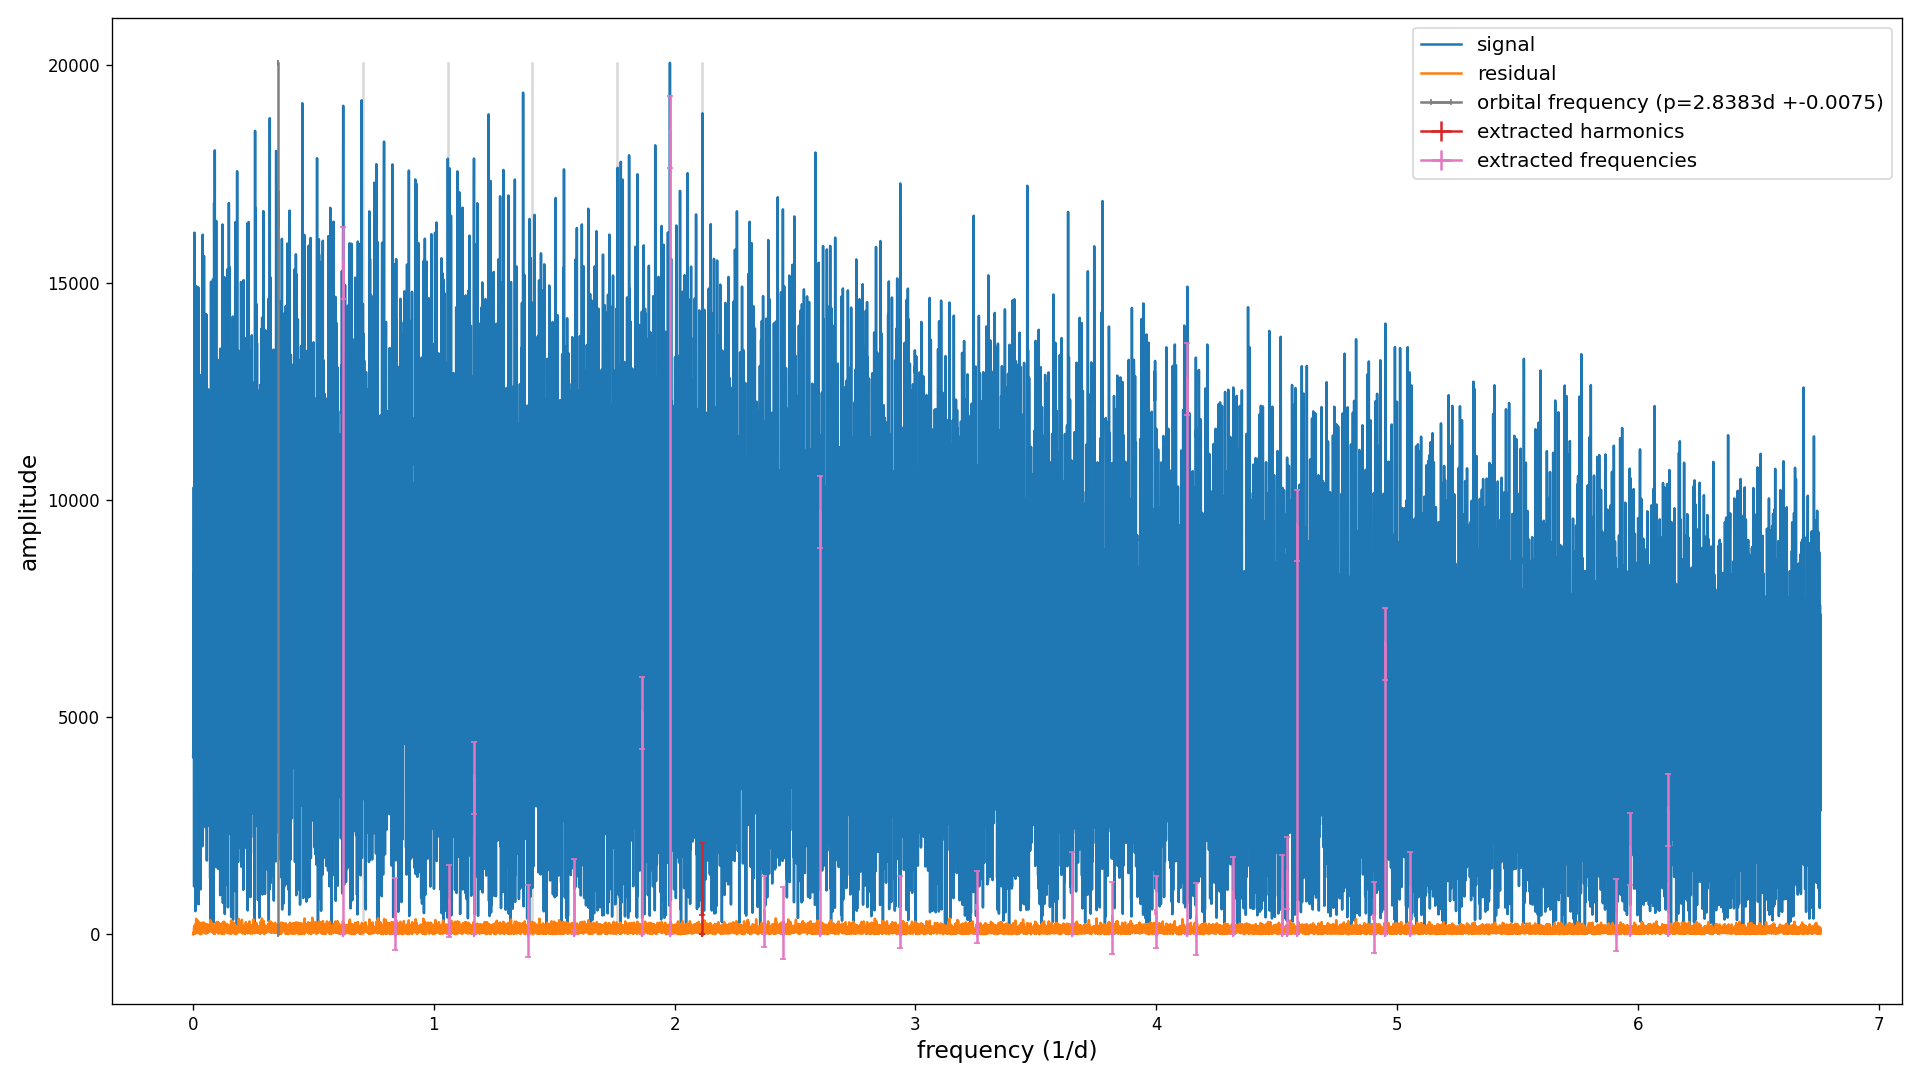 signal
residual
orbital frequency (p=2.8383d +-0.0075)
extracted harmonics
extracted frequencies
20000
15000
10000
5000
0
amplitude
0 1 2 3 4 5 6 7
frequency (1/d)